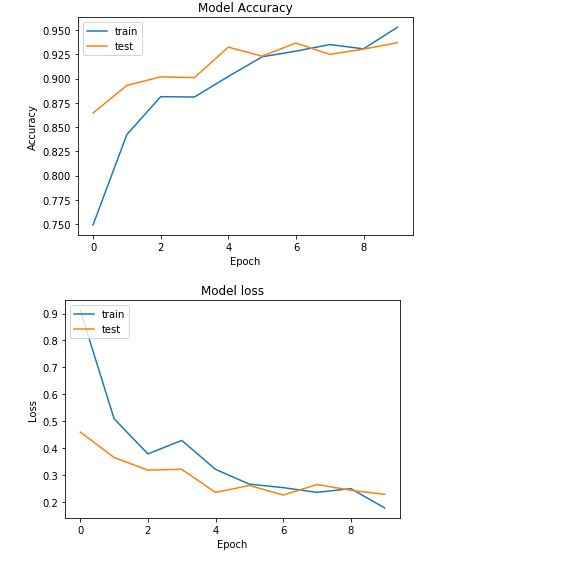 Model Accuracy
0.950
0.925
0.900
0.875
0.850
0.825
0.800
0.775
0.750
train
test
Accuracy
0 2 4 6 8
Epoch
Model loss
0.9
0.8
0.7
0.6
0.5
0.4
0.3
0.2
train
test
Loss
0 2 4 6 8
Epoch